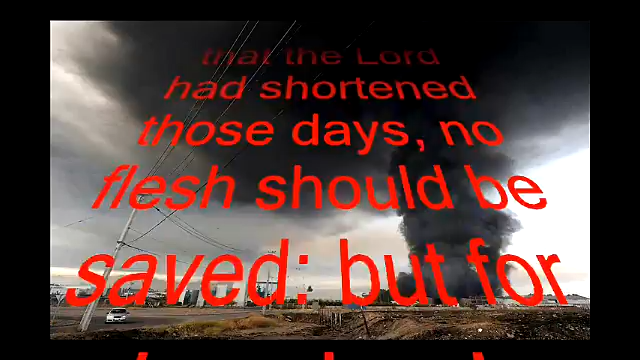 that the Lord
had shortened
those days, no
flesh should be
saved: but for